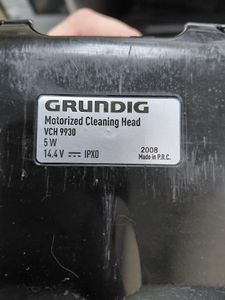 GRUNDIG
Motorized Cleaning Head
VCH 9930
5 W
14.4 V ⎓ IPX0
2008
Made in P.R.C.